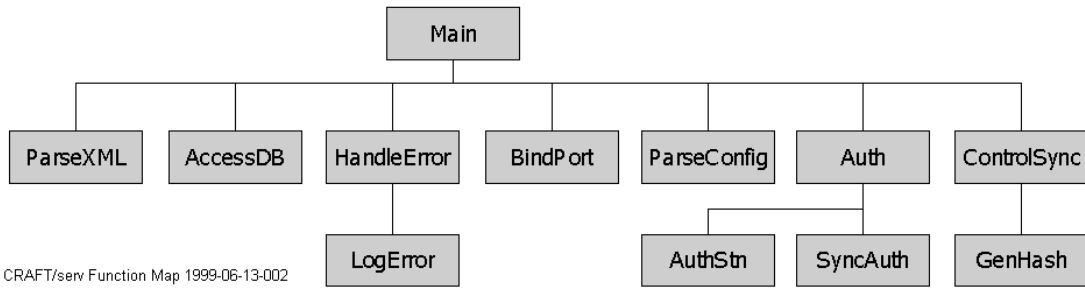 Main
ParseXML
AccessDB
HandleError
BindPort
ParseConfig
Auth
ControlSync
LogError
AuthStn
SyncAuth
GenHash
CRAFT/serv Function Map 1999-06-13-002